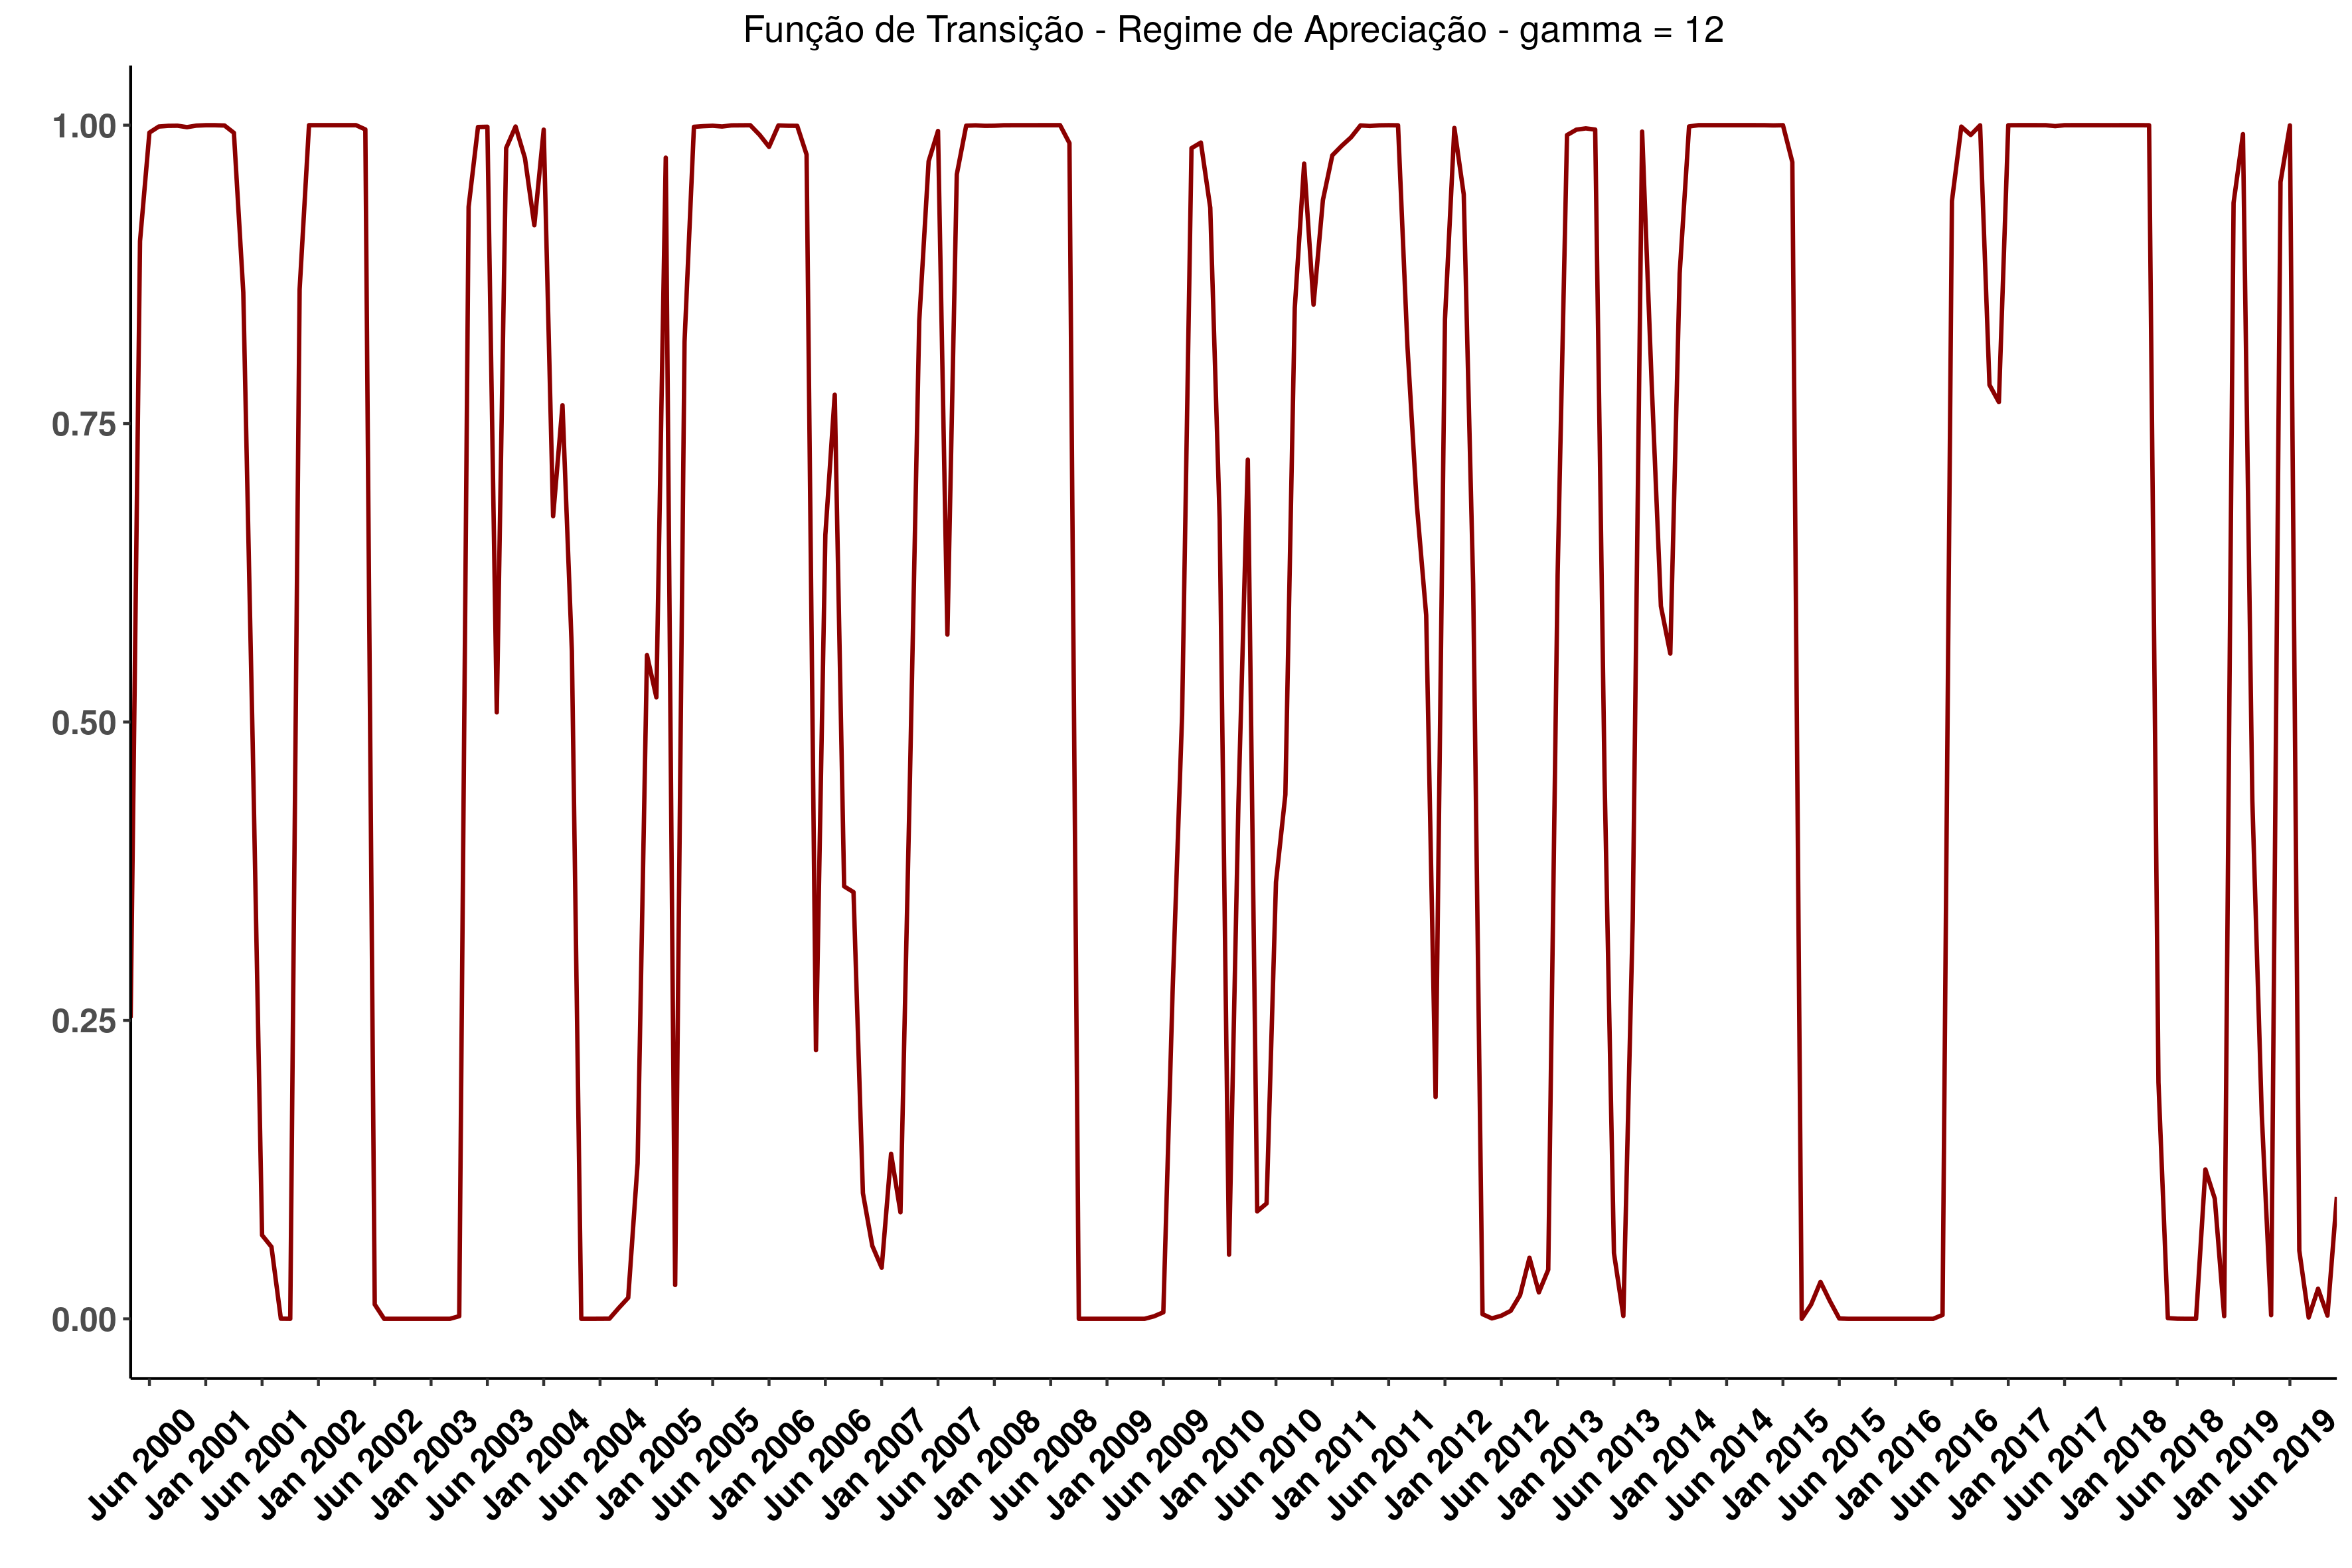 Função de Transição - Regime de Apreciação - gamma = 12
1.00
0.75
0.50
0.25
0.00
Jun 2000
Jan 2001
Jun 2001
Jan 2002
Jun 2002
Jan 2003
Jun 2003
Jan 2004
Jun 2004
Jan 2005
Jun 2005
Jan 2006
Jun 2006
Jan 2007
Jun 2007
Jan 2008
Jun 2008
Jan 2009
Jun 2009
Jan 2010
Jun 2010
Jan 2011
Jun 2011
Jan 2012
Jun 2012
Jan 2013
Jun 2013
Jan 2014
Jun 2014
Jan 2015
Jun 2015
Jan 2016
Jun 2016
Jan 2017
Jun 2017
Jan 2018
Jun 2018
Jan 2019
Jun 2019